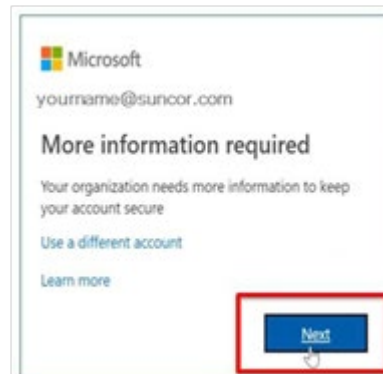 Microsoft
yourname@suncor.com
More information required
Your organization needs more information to keep
your account secure
Use a different account
Learn more
Next